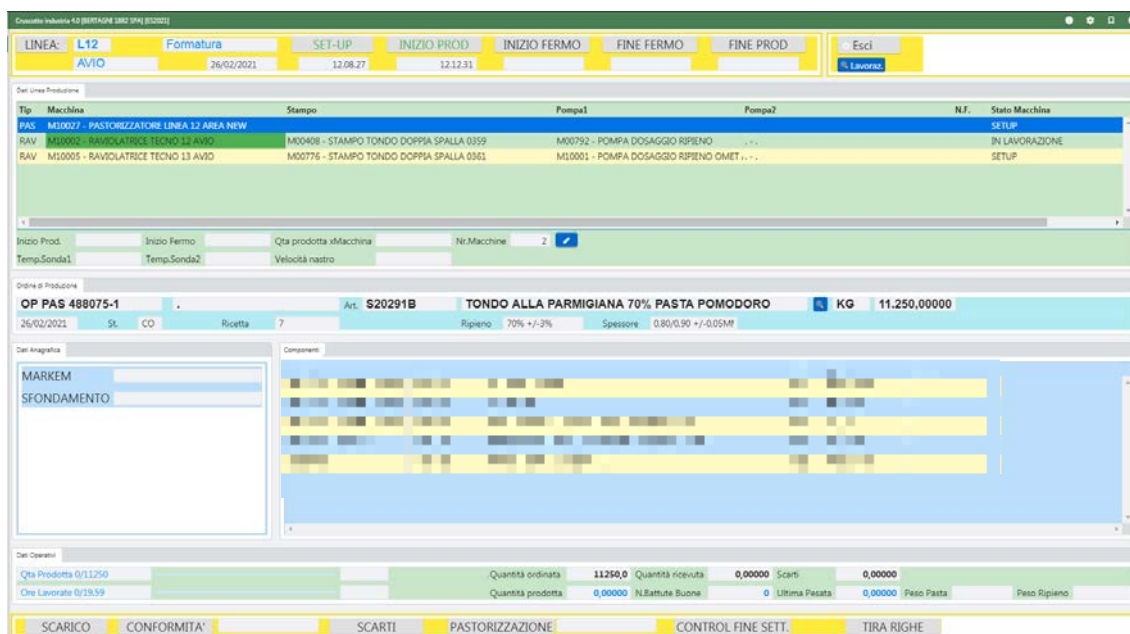 Cruscotto industria 4.0 [BERTAGNI 1882 SPA] [ES2021]
LINEA: L12 Formatura SET-UP INIZIO PROD INIZIO FERMO FINE FERMO FINE PROD Esci
AVIO 26/02/2021 12.08.27 12.12.31 Lavoraz.
Dati Linea Produzione
Tip Macchina Stampo Pompa1 Pompa2 N.F. Stato Macchina
PAS M10027 - PASTORIZZATORE LINEA 12 AREA NEW SETUP
RAV M10002 - RAVIOLATRICE TECNO 12 AVIO M00408 - STAMPO TONDO DOPPIA SPALLA 0359 M00792 - POMPA DOSAGGIO RIPIENO . - . IN LAVORAZIONE
RAV M10005 - RAVIOLATRICE TECNO 13 AVIO M00776 - STAMPO TONDO DOPPIA SPALLA 0361 M10001 - POMPA DOSAGGIO RIPIENO OMET . - . SETUP
Inizio Prod. Inizio Fermo Qta prodotta xMacchina Nr.Macchine 2
Temp.Sonda1 Temp.Sonda2 Velocità nastro
Ordine di Produzione
OP PAS 488075-1 . Art. S20291B TONDO ALLA PARMIGIANA 70% PASTA POMODORO KG 11.250,00000
26/02/2021 St. CO Ricetta 7 Ripieno 70% +/-3% Spessore 0.80/0.90 +/-0.05M
Dati Anagrafica Componenti
MARKEM
SFONDAMENTO
Dati Operativi
Qta Prodotta 0/11250 Quantità ordinata 11250,0 Quantità ricevuta 0,00000 Scarti 0,00000
Ore Lavorate 0/19.59 Quantità prodotta 0,00000 N.Battute Buone 0 Ultima Pesata 0,00000 Peso Pasta Peso Ripieno
SCARICO CONFORMITA' SCARTI PASTORIZZAZIONE CONTROL FINE SETT. TIRA RIGHE